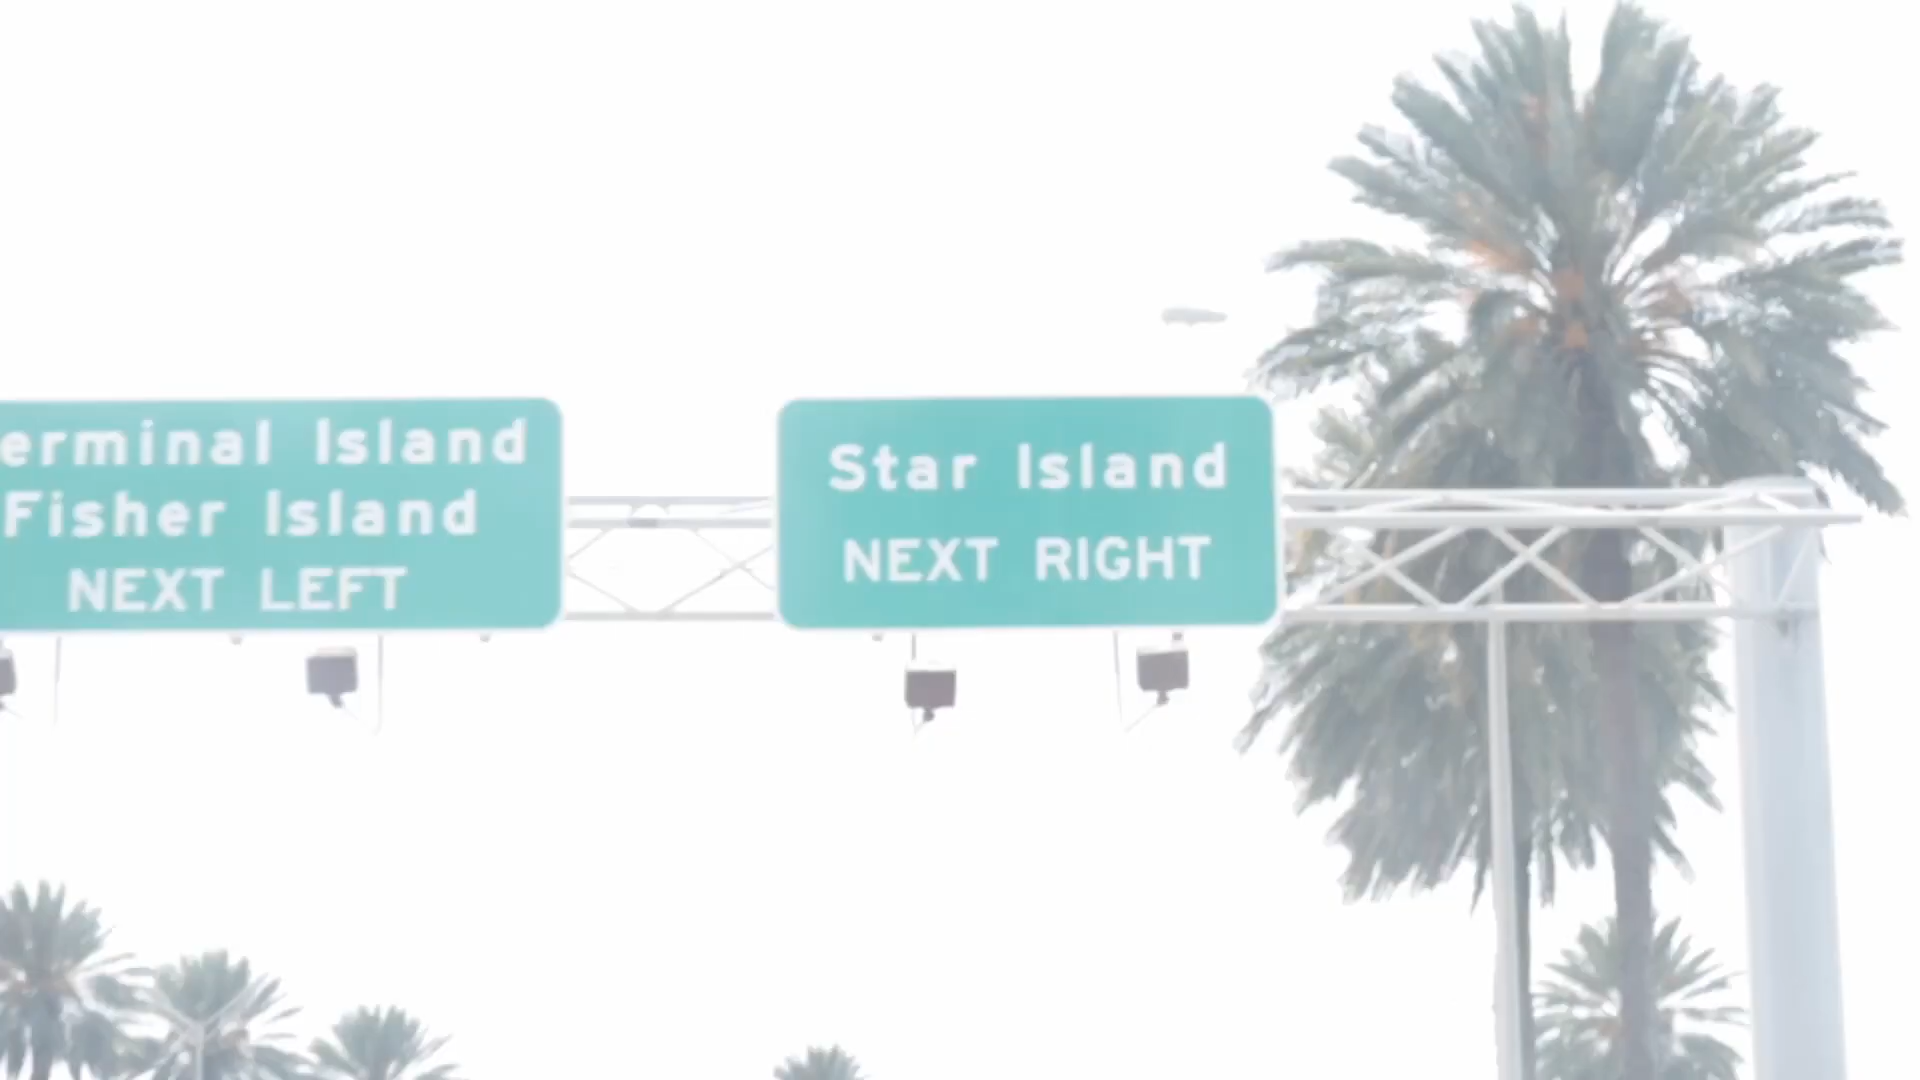 erminal Island
Fisher Island
NEXT LEFT
Star Island
NEXT RIGHT